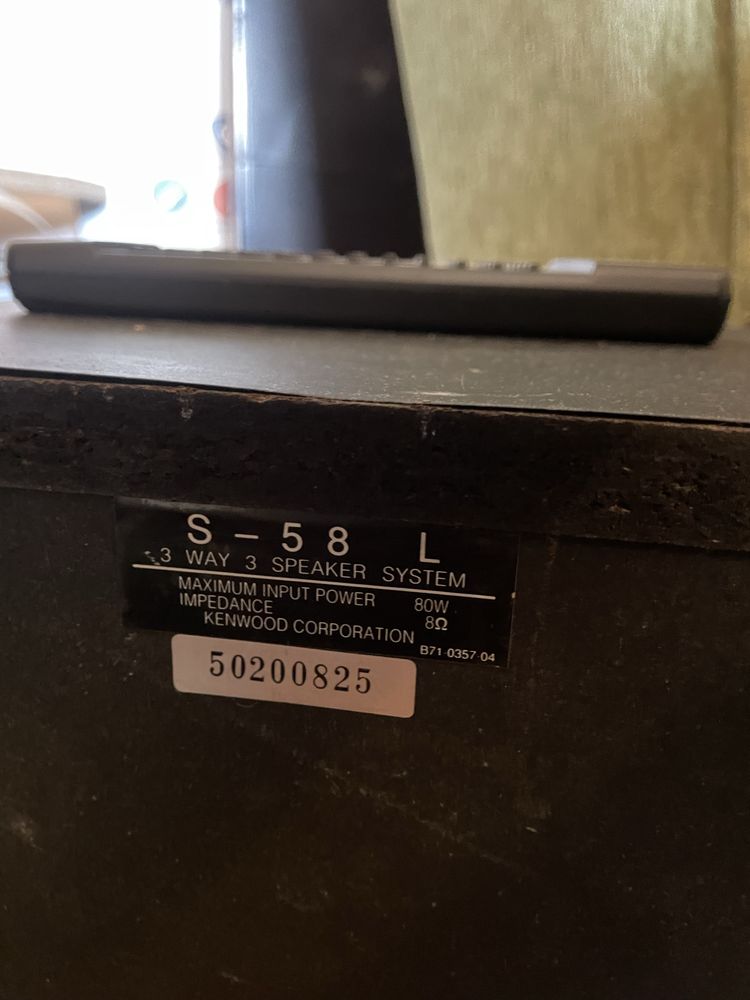 S - 58 L
3 WAY 3 SPEAKER SYSTEM
MAXIMUM INPUT POWER 80W
IMPEDANCE 8Ω
KENWOOD CORPORATION
B71-0357-04
50200825